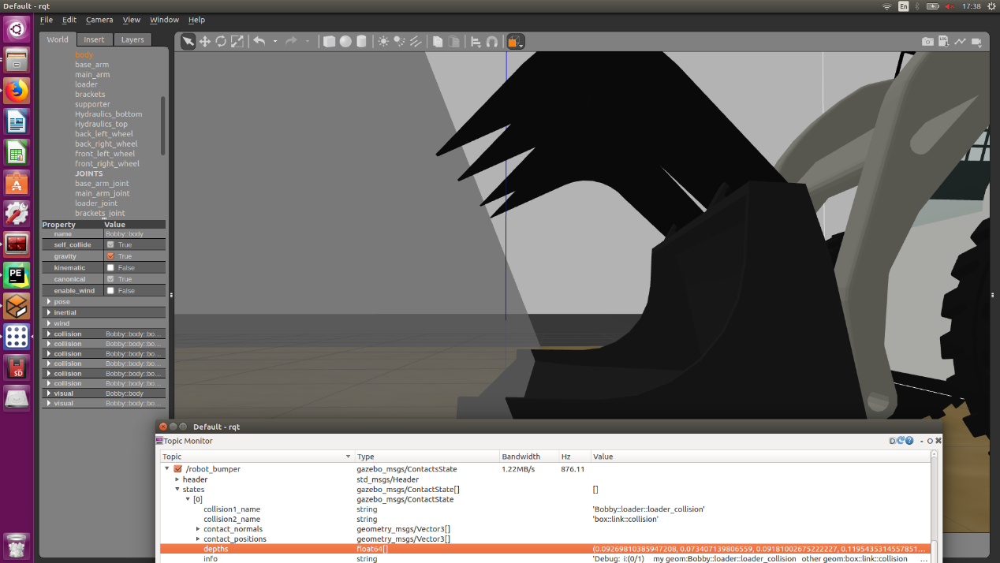 Default - rqt
En
17:38
File Edit Camera View Window Help
World Insert Layers
body
base_arm
main_arm
loader
brackets
supporter
Hydraulics_bottom
Hydraulics_top
back_left_wheel
back_right_wheel
front_left_wheel
front_right_wheel
JOINTS
base_arm_joint
main_arm_joint
loader_joint
brackets_joint
Property Value
name Bobby::body
self_collide True
gravity True
kinematic False
canonical True
enable_wind False
pose
inertial
wind
collision Bobby::body::bo...
collision Bobby::body::bo...
collision Bobby::body::bo...
collision Bobby::body::bo...
collision Bobby::body::bo...
collision Bobby::body::bo...
visual Bobby::body
visual Bobby::body::bo...
LOG
PE
SD
Default - rqt
Topic Monitor
D ? - O
Topic Type Bandwidth Hz Value
/robot_bumper gazebo_msgs/ContactsState 1.22MB/s 876.11
header std_msgs/Header
states gazebo_msgs/ContactState[] []
[0] gazebo_msgs/ContactState
collision1_name string 'Bobby::loader::loader_collision'
collision2_name string 'box::link::collision'
contact_normals geometry_msgs/Vector3[]
contact_positions geometry_msgs/Vector3[]
depths float64[] (0.09269810385947208, 0.073407139806559, 0.09181002675222227, 0.1195435314557851...
info string 'Debug: i:(0/1) my geom:Bobby::loader::loader_collision other geom:box::link::collision ...